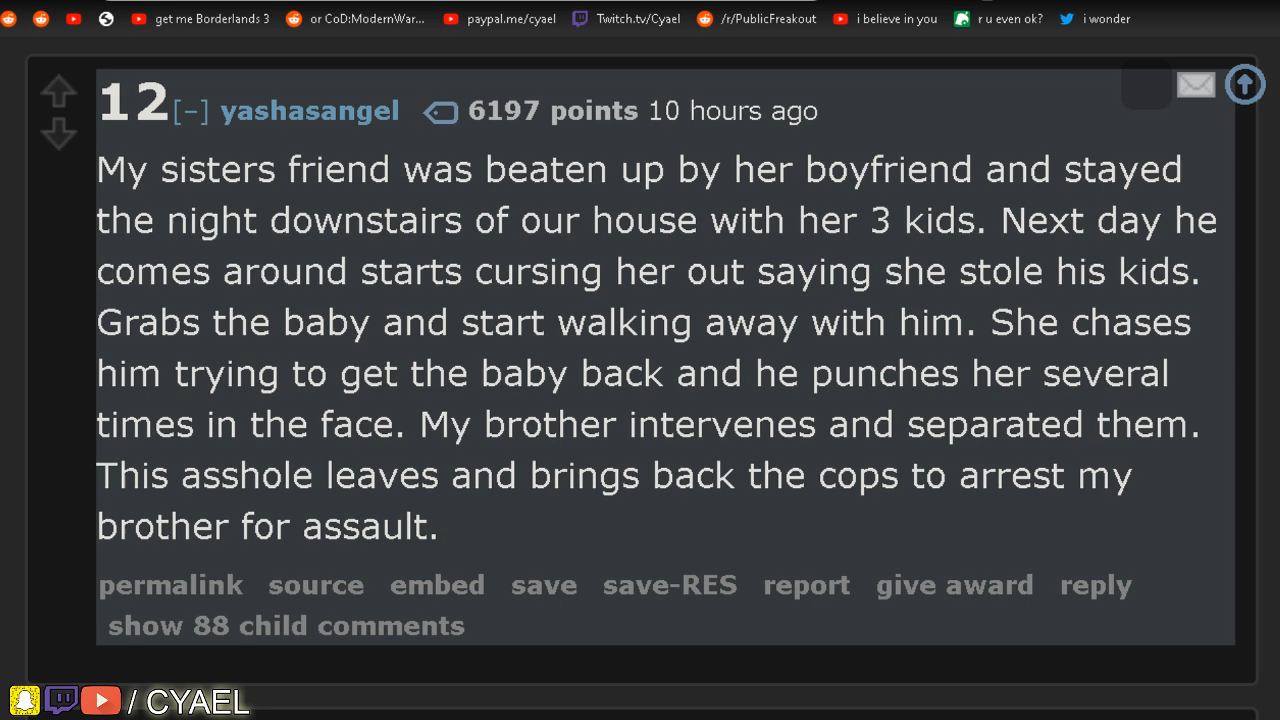 get me Borderlands 3 or CoD:ModernWar... paypal.me/cyael Twitch.tv/Cyael /r/PublicFreakout i believe in you r u even ok? i wonder
12 [–] yashasangel 6197 points 10 hours ago
My sisters friend was beaten up by her boyfriend and stayed
the night downstairs of our house with her 3 kids. Next day he
comes around starts cursing her out saying she stole his kids.
Grabs the baby and start walking away with him. She chases
him trying to get the baby back and he punches her several
times in the face. My brother intervenes and separated them.
This asshole leaves and brings back the cops to arrest my
brother for assault.
permalink source embed save save-RES report give award reply
show 88 child comments
/ CYAEL